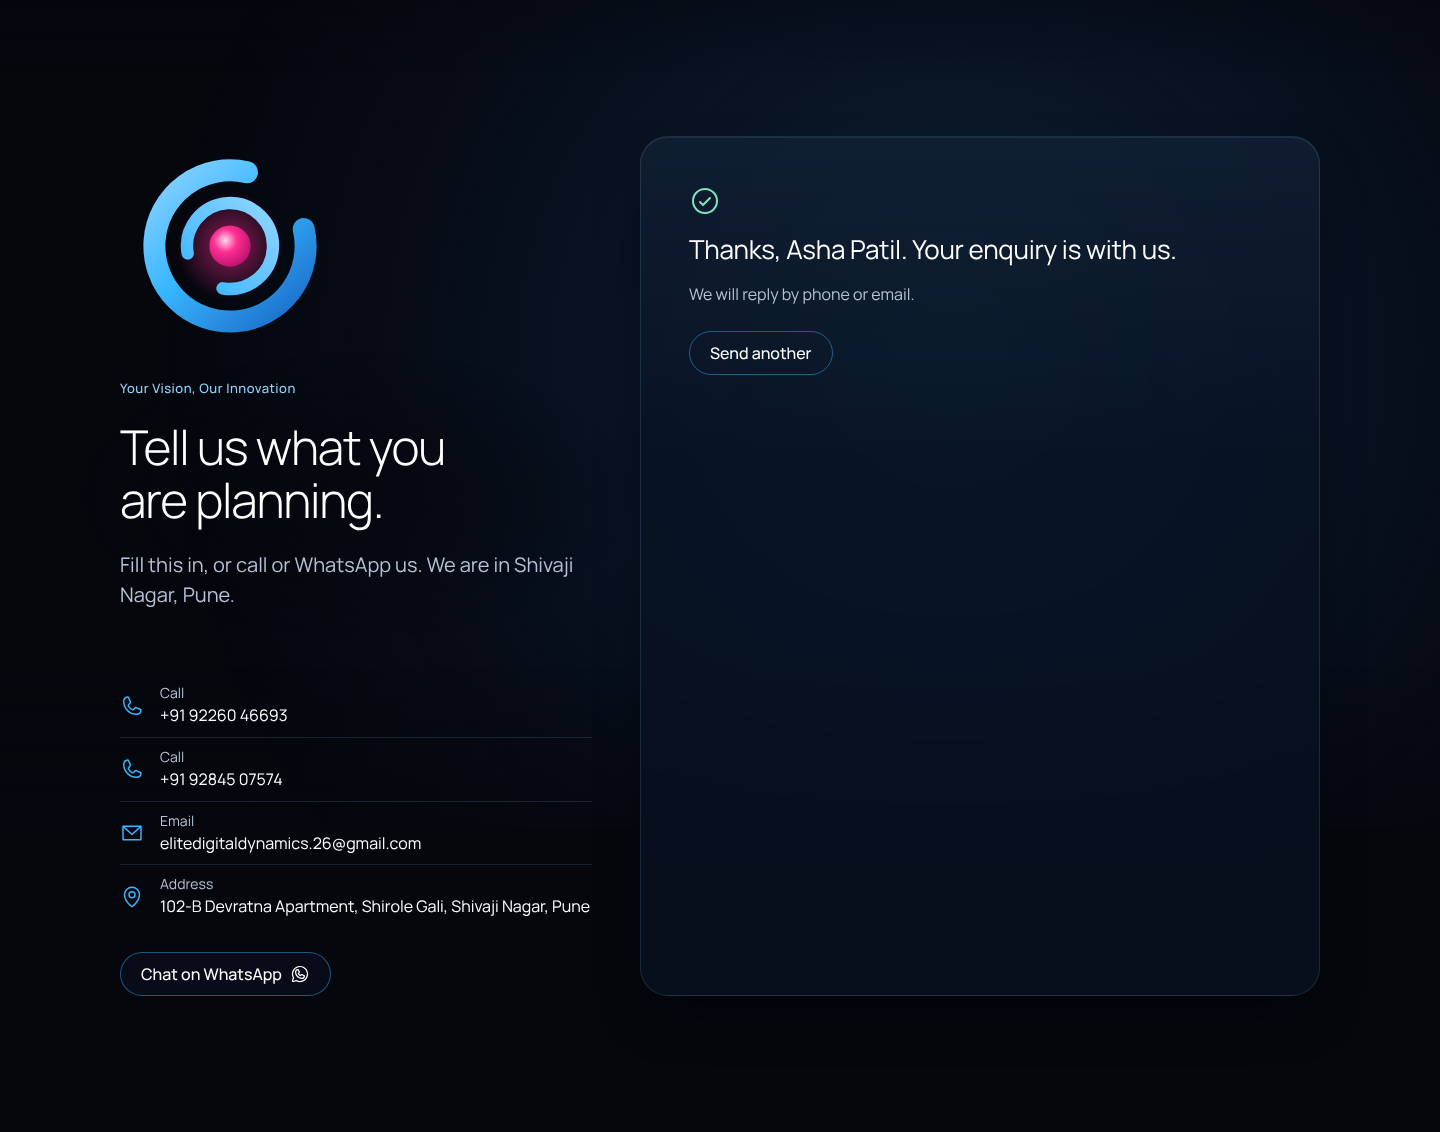 Your Vision, Our Innovation
Tell us what you
are planning.
Fill this in, or call or WhatsApp us. We are in Shivaji
Nagar, Pune.
Call
+91 92260 46693
Call
+91 92845 07574
Email
elitedigitaldynamics.26@gmail.com
Address
102-B Devratna Apartment, Shirole Gali, Shivaji Nagar, Pune
Chat on WhatsApp
Thanks, Asha Patil. Your enquiry is with us.
We will reply by phone or email.
Send another